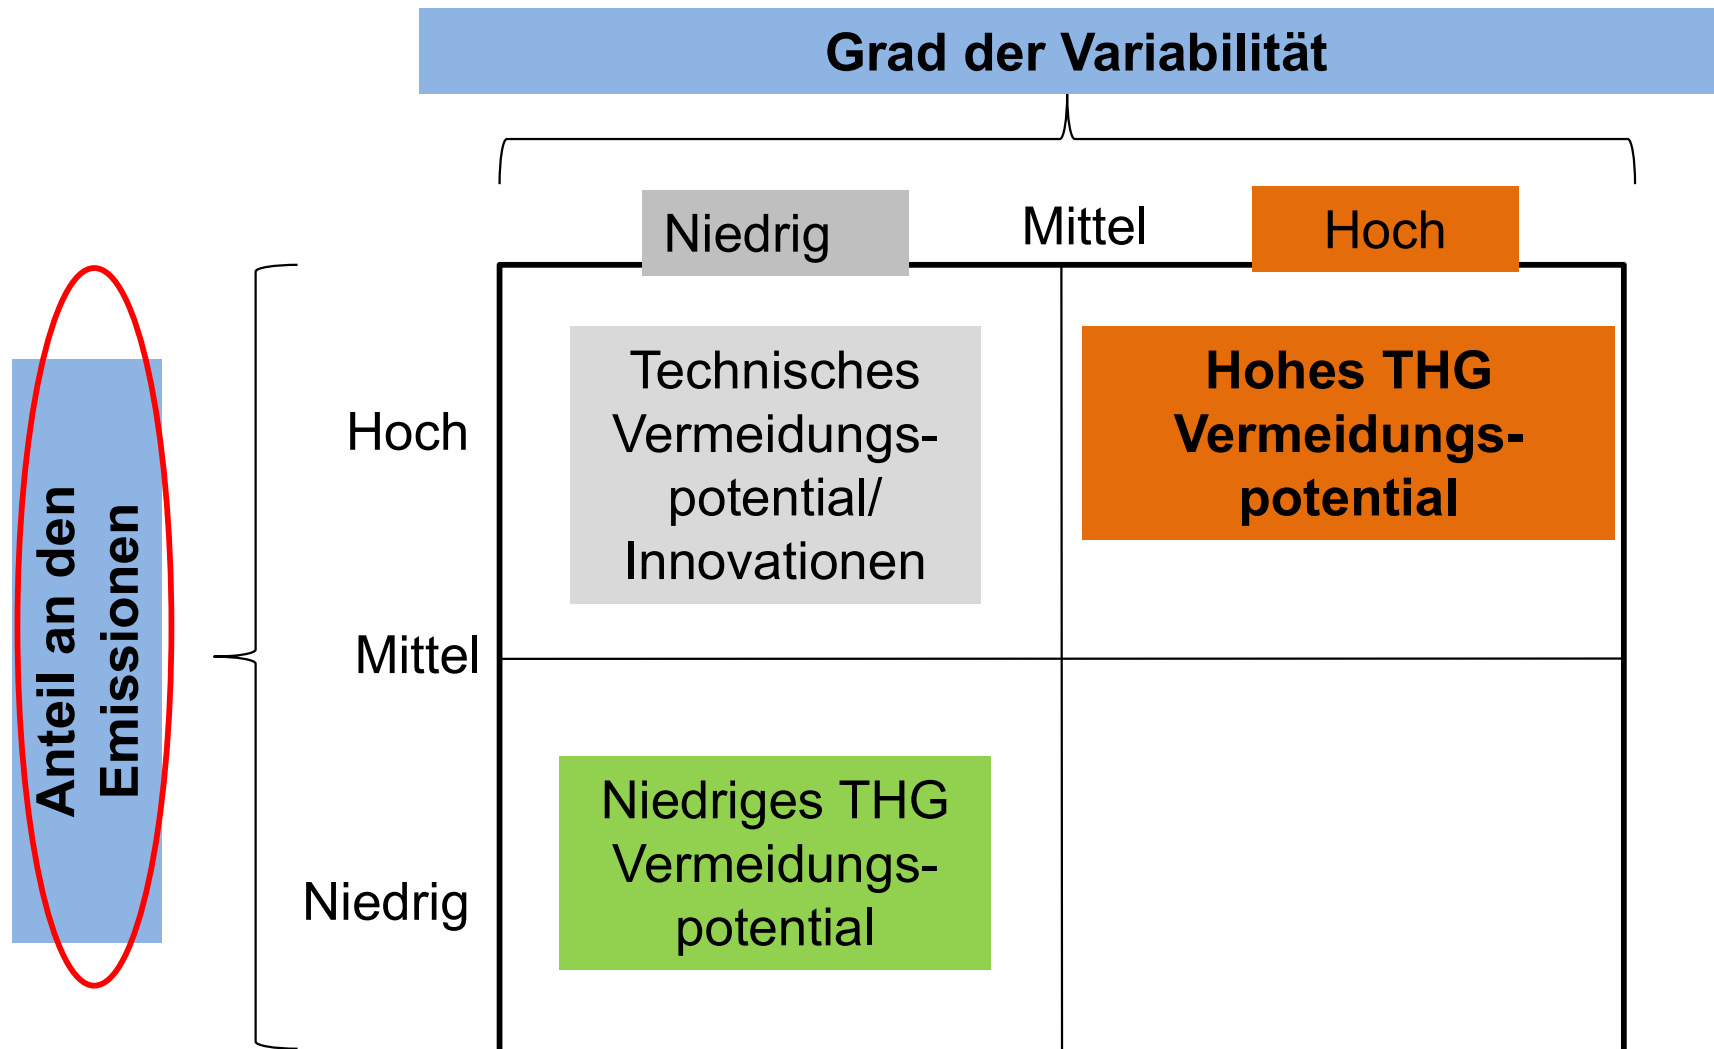 Grad der Variabilität
Niedrig
Mittel
Hoch
Anteil an den
Emissionen
Hoch
Mittel
Niedrig
Technisches
Vermeidungs-
potential/
Innovationen
Hohes THG
Vermeidungs-
potential
Niedriges THG
Vermeidungs-
potential